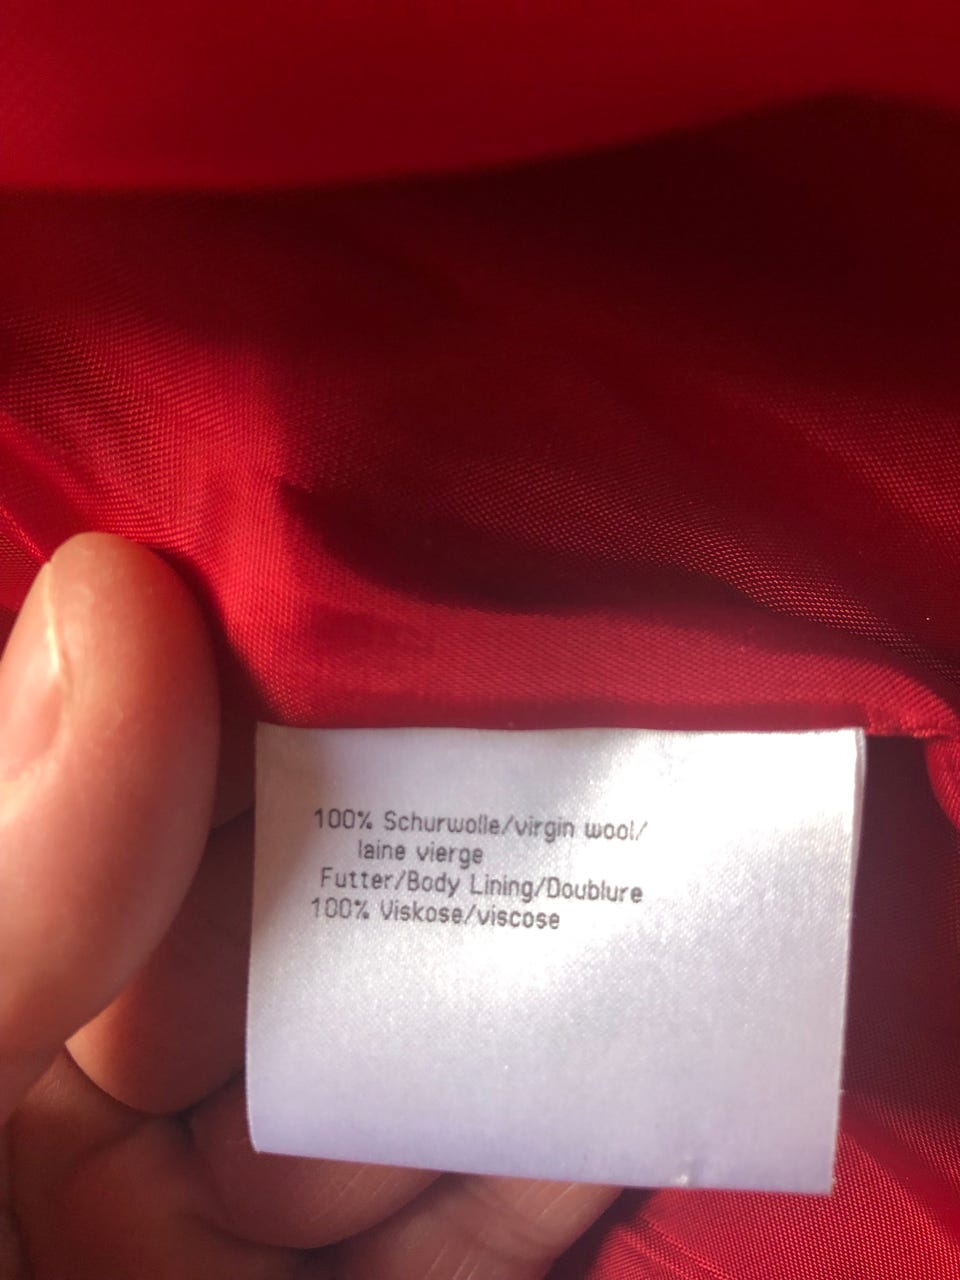 100% Schurwolle/virgin wool/
laine vierge
Futter/Body Lining/Doublure
100% Viskose/viscose